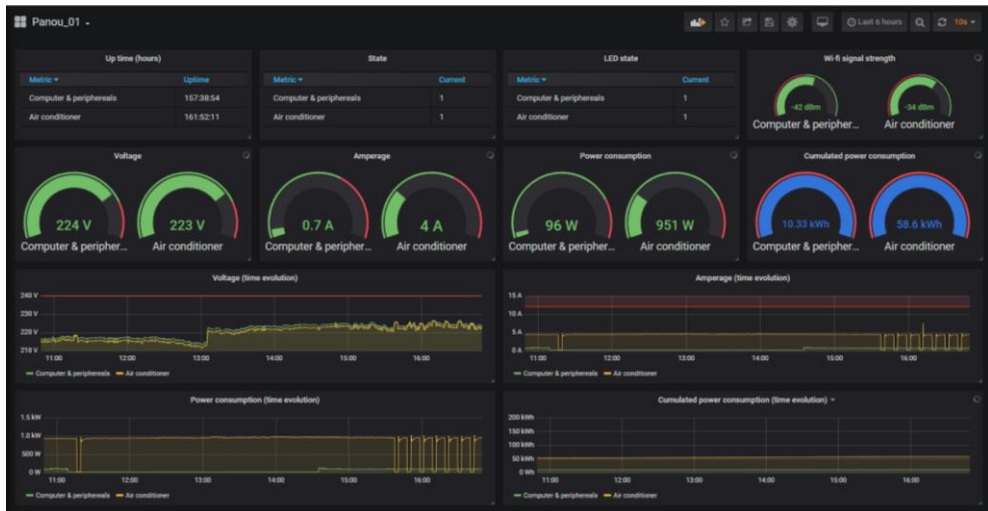 Panou_01
Last 6 hours
10s
Up time (hours)
Metric Uptime
Computer & periphereals 157:38:54
Air conditioner 161:52:11
State
Metric Current
Computer & periphereals 1
Air conditioner 1
LED state
Metric Current
Computer & periphereals 1
Air conditioner 1
Wi-fi signal strength
-42 dBm
Computer & peripher...
-34 dBm
Air conditioner
Voltage
224 V
Computer & peripher...
223 V
Air conditioner
Amperage
0.7 A
Computer & peripher...
4 A
Air conditioner
Power consumption
96 W
Computer & peripher...
951 W
Air conditioner
Cumulated power consumption
10.33 kWh
Computer & peripher...
58.6 kWh
Air conditioner
Voltage (time evolution)
240 V
230 V
220 V
210 V
11:00 12:00 13:00 14:00 15:00 16:00
Computer & periphereals Air conditioner
Amperage (time evolution)
15 A
10 A
5 A
0 A
11:00 12:00 13:00 14:00 15:00 16:00
Computer & periphereals Air conditioner
Power consumption (time evolution)
1.5 kW
1.0 kW
500 W
0 W
11:00 12:00 13:00 14:00 15:00 16:00
Computer & periphereals Air conditioner
Cumulated power consumption (time evolution)
200 kWh
150 kWh
100 kWh
50 kWh
0 Wh
11:00 12:00 13:00 14:00 15:00 16:00
Computer & periphereals Air conditioner